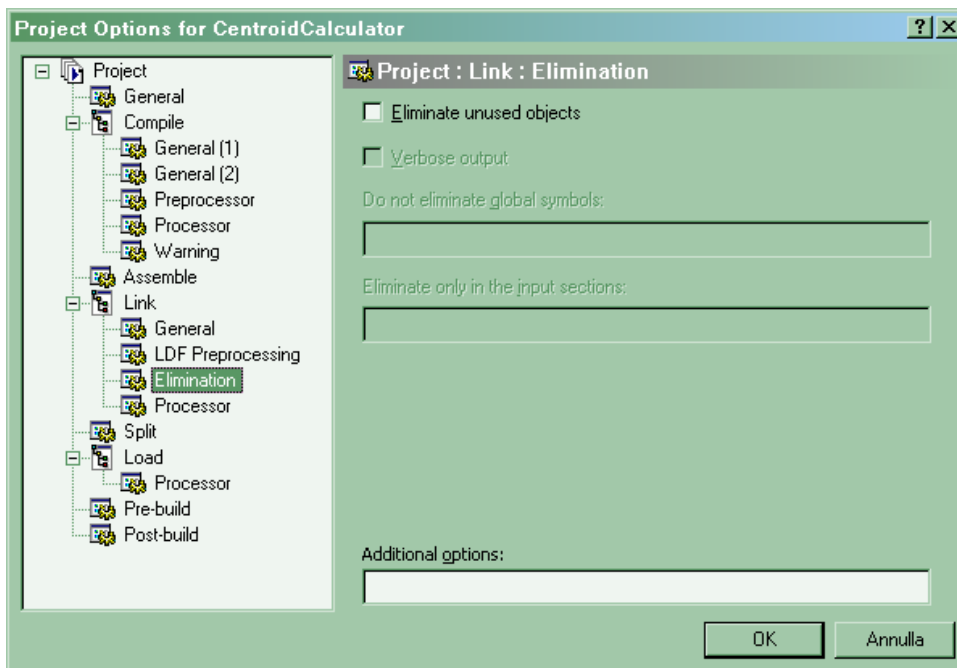 Project Options for CentroidCalculator
Project
General
Compile
General (1)
General (2)
Preprocessor
Processor
Warning
Assemble
Link
General
LDF Preprocessing
Elimination
Processor
Split
Load
Processor
Pre-build
Post-build
Project : Link : Elimination
Eliminate unused objects
Verbose output
Do not eliminate global symbols:
Eliminate only in the input sections:
Additional options:
OK
Annulla